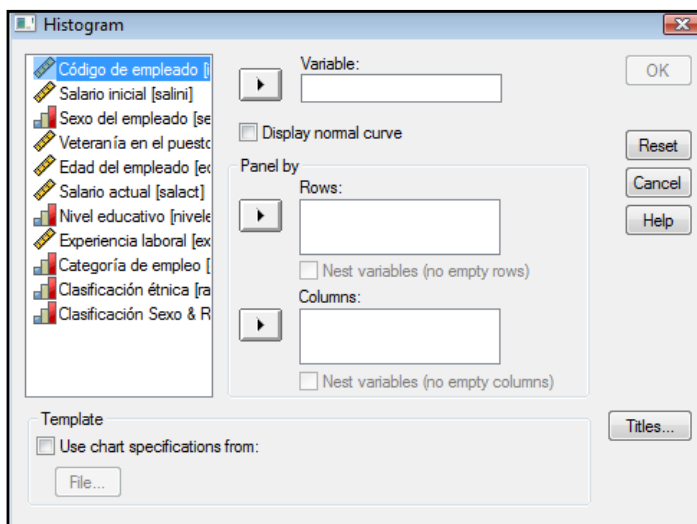 Histogram
Código de empleado [i
Salario inicial [salini]
Sexo del empleado [se
Veteranía en el puesto
Edad del empleado [ed
Salario actual [salact]
Nivel educativo [nivele
Experiencia laboral [ex
Categoría de empleo [
Clasificación étnica [ra
Clasificación Sexo & R
Variable:
Display normal curve
Panel by
Rows:
Nest variables (no empty rows)
Columns:
Nest variables (no empty columns)
OK
Reset
Cancel
Help
Template
Use chart specifications from:
File...
Titles...